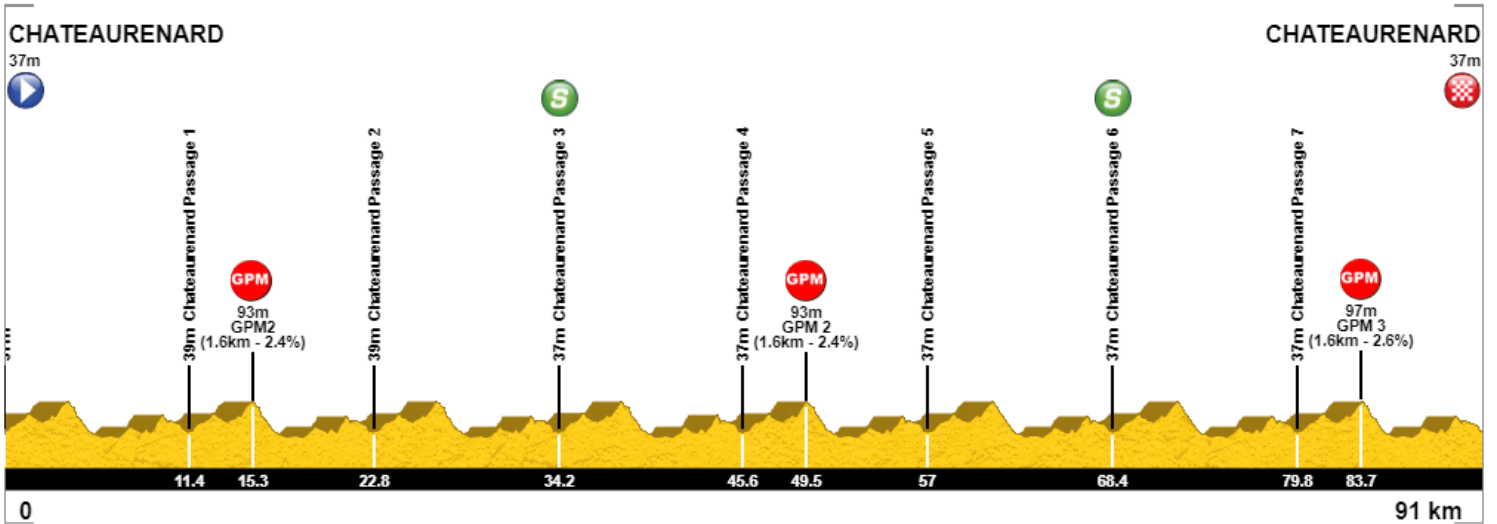 CHATEAURENARD
37m
CHATEAURENARD
37m
S
S
39m Chateaurenard Passage 1
39m Chateaurenard Passage 2
37m Chateaurenard Passage 3
37m Chateaurenard Passage 4
37m Chateaurenard Passage 5
37m Chateaurenard Passage 6
37m Chateaurenard Passage 7
GPM
93m
GPM2
(1.6km - 2.4%)
GPM
93m
GPM 2
(1.6km - 2.4%)
GPM
97m
GPM 3
(1.6km - 2.6%)
11.4 15.3 22.8 34.2 45.6 49.5 57 68.4 79.8 83.7
0
91 km